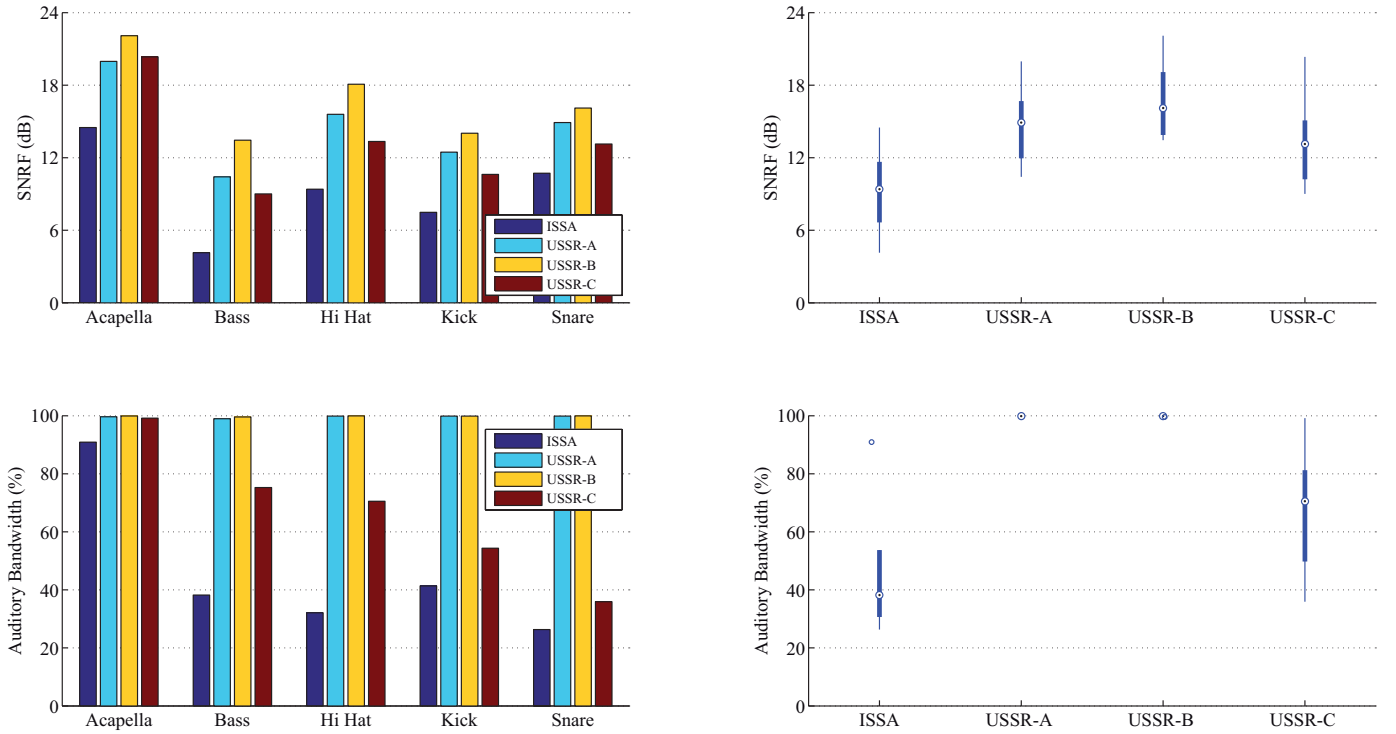 24
18
12
6
0
SNRF (dB)
Acapella
Bass
Hi Hat
Kick
Snare
ISSA
USSR-A
USSR-B
USSR-C
24
18
12
6
0
SNRF (dB)
ISSA
USSR-A
USSR-B
USSR-C
100
80
60
40
20
0
Auditory Bandwidth (%)
Acapella
Bass
Hi Hat
Kick
Snare
ISSA
USSR-A
USSR-B
USSR-C
100
80
60
40
20
0
Auditory Bandwidth (%)
ISSA
USSR-A
USSR-B
USSR-C